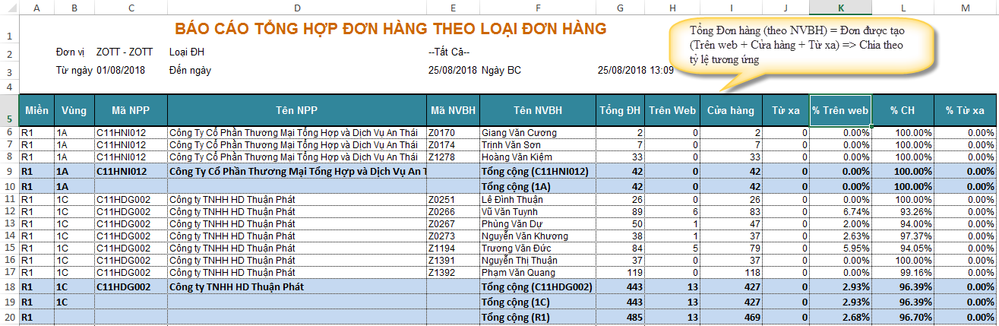 A B C D E F G H I J K L M
1 BÁO CÁO TỔNG HỢP ĐƠN HÀNG THEO LOẠI ĐƠN HÀNG
Tổng Đơn hàng (theo NVBH) = Đơn được tạo
(Trên web + Cửa hàng + Từ xa) => Chia theo
tỷ lệ tương ứng
2 Đơn vị ZOTT - ZOTT Loại ĐH --Tất Cả--
3 Từ ngày 01/08/2018 Đến ngày 25/08/2018 Ngày BC 25/08/2018 13:09
4
5 Miền Vùng Mã NPP Tên NPP Mã NVBH Tên NVBH Tổng ĐH Trên Web Cửa hàng Từ xa % Trên web % CH % Từ xa
6 R1 1A C11HNI012 Công Ty Cổ Phần Thương Mại Tổng Hợp và Dịch Vụ An Thái Z0170 Giang Văn Cương 2 0 2 0 0.00% 100.00% 0.00%
7 R1 1A C11HNI012 Công Ty Cổ Phần Thương Mại Tổng Hợp và Dịch Vụ An Thái Z0174 Trịnh Văn Sơn 7 0 7 0 0.00% 100.00% 0.00%
8 R1 1A C11HNI012 Công Ty Cổ Phần Thương Mại Tổng Hợp và Dịch Vụ An Thái Z1278 Hoàng Văn Kiệm 33 0 33 0 0.00% 100.00% 0.00%
9 R1 1A C11HNI012 Công Ty Cổ Phần Thương Mại Tổng Hợp và Dịch Vụ An T Tổng cộng (C11HNI012) 42 0 42 0 0.00% 100.00% 0.00%
10 R1 1A Tổng cộng (1A) 42 0 42 0 0.00% 100.00% 0.00%
11 R1 1C C11HDG002 Công ty TNHH HD Thuận Phát Z0251 Lê Đình Thuận 26 0 26 0 0.00% 100.00% 0.00%
12 R1 1C C11HDG002 Công ty TNHH HD Thuận Phát Z0266 Vũ Văn Tuynh 89 6 83 0 6.74% 93.26% 0.00%
13 R1 1C C11HDG002 Công ty TNHH HD Thuận Phát Z0267 Phùng Văn Dự 50 1 47 0 2.00% 94.00% 0.00%
14 R1 1C C11HDG002 Công ty TNHH HD Thuận Phát Z0273 Nguyễn Văn Khương 38 1 37 0 2.63% 97.37% 0.00%
15 R1 1C C11HDG002 Công ty TNHH HD Thuận Phát Z1194 Trương Văn Đức 84 5 79 0 5.95% 94.05% 0.00%
16 R1 1C C11HDG002 Công ty TNHH HD Thuận Phát Z1391 Nguyễn Thị Thuận 37 0 37 0 0.00% 100.00% 0.00%
17 R1 1C C11HDG002 Công ty TNHH HD Thuận Phát Z1392 Phạm Văn Quang 119 0 118 0 0.00% 99.16% 0.00%
18 R1 1C C11HDG002 Công ty TNHH HD Thuận Phát Tổng cộng (C11HDG002) 443 13 427 0 2.93% 96.39% 0.00%
19 R1 1C Tổng cộng (1C) 443 13 427 0 2.93% 96.39% 0.00%
20 R1 Tổng cộng (R1) 485 13 469 0 2.68% 96.70% 0.00%